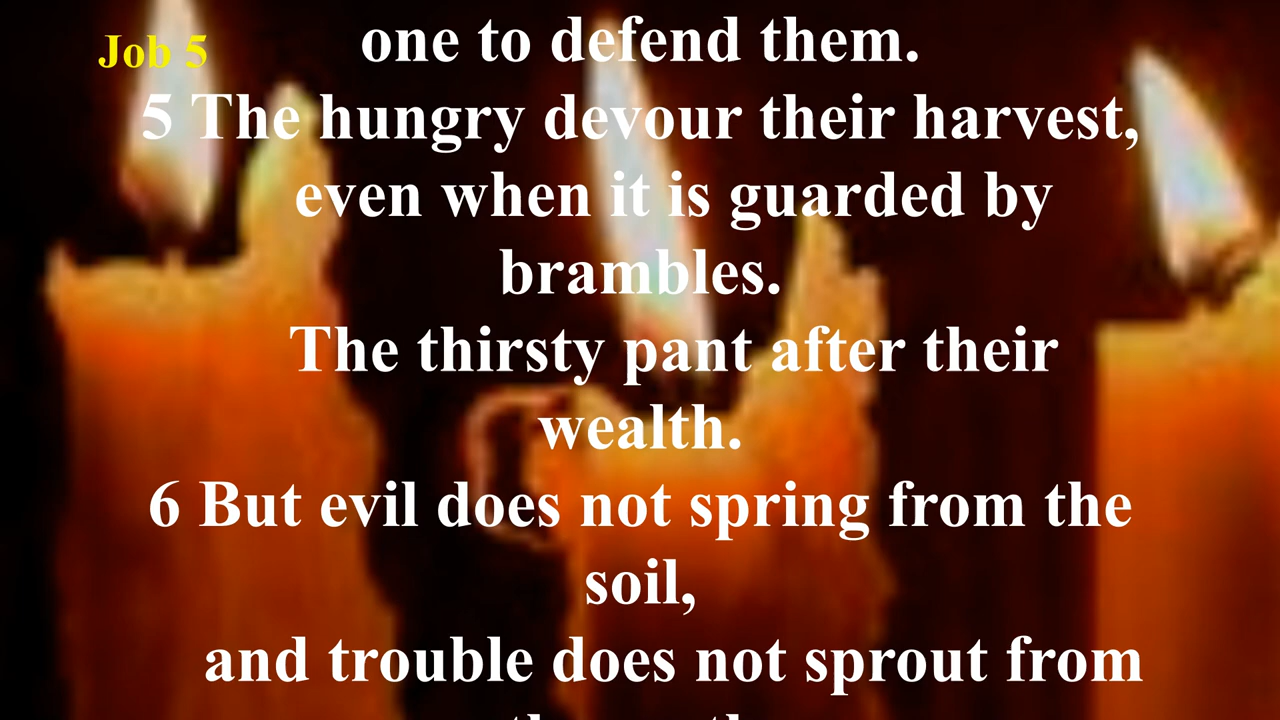 Job 5
one to defend them.
5 The hungry devour their harvest,
even when it is guarded by
brambles.
The thirsty pant after their
wealth.
6 But evil does not spring from the
soil,
and trouble does not sprout from